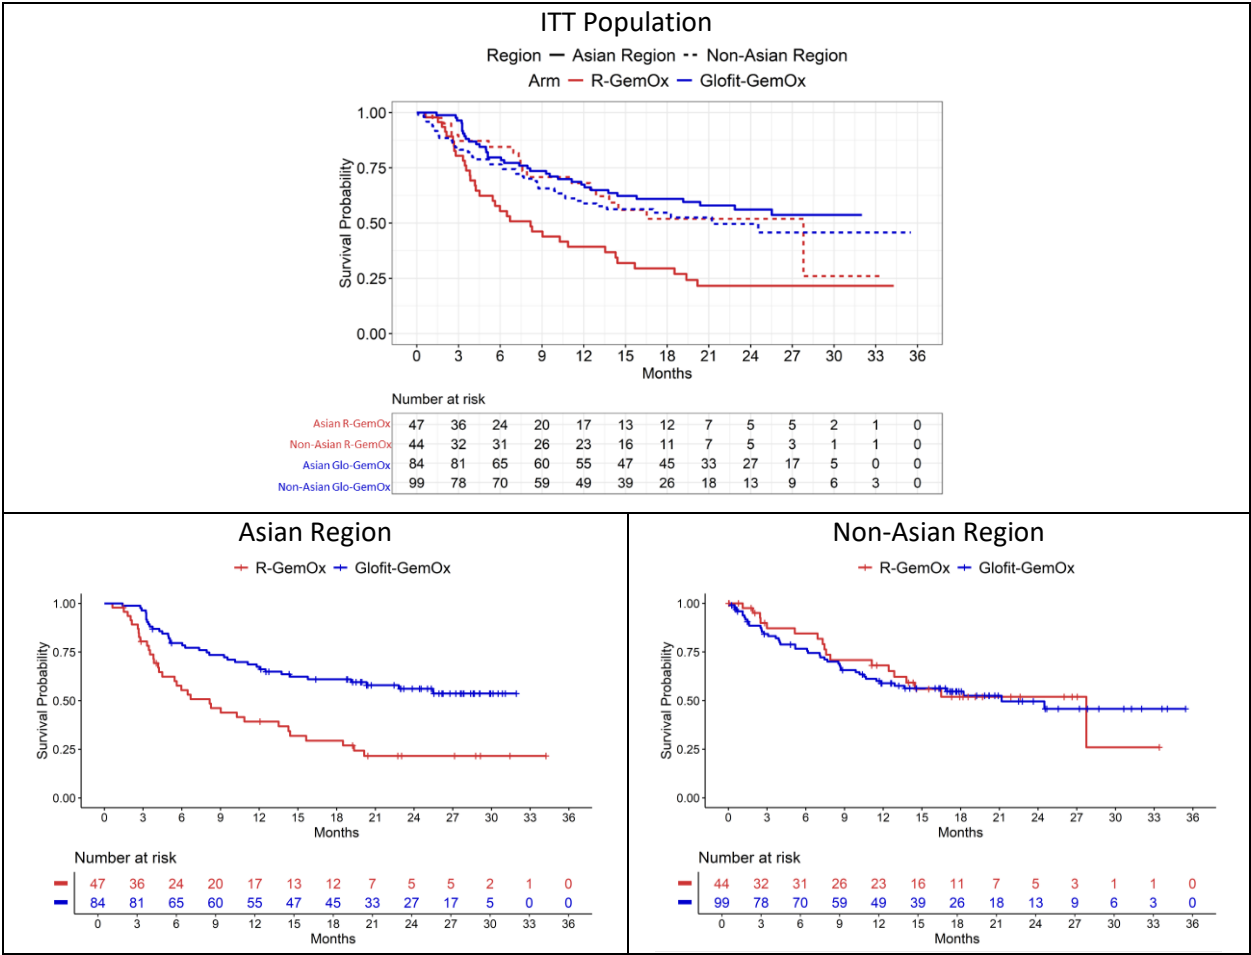 ITT Population
Region Asian Region Non-Asian Region
Arm R-GemOx Glofit-GemOx
Survival Probability
1.00
0.75
0.50
0.25
0.00
0 3 6 9 12 15 18 21 24 27 30 33 36
Months
Number at risk
Asian R-GemOx 47 36 24 20 17 13 12 7 5 5 2 1 0
Non-Asian R-GemOx 44 32 31 26 23 16 11 7 5 3 1 1 0
Asian Glo-GemOx 84 81 65 60 55 47 45 33 27 17 5 0 0
Non-Asian Glo-GemOx 99 78 70 59 49 39 26 18 13 9 6 3 0
Asian Region
R-GemOx Glofit-GemOx
Survival Probability
1.00
0.75
0.50
0.25
0.00
0 3 6 9 12 15 18 21 24 27 30 33 36
Months
Number at risk
47 36 24 20 17 13 12 7 5 5 2 1 0
84 81 65 60 55 47 45 33 27 17 5 0 0
0 3 6 9 12 15 18 21 24 27 30 33 36
Months
Non-Asian Region
R-GemOx Glofit-GemOx
Survival Probability
1.00
0.75
0.50
0.25
0.00
0 3 6 9 12 15 18 21 24 27 30 33 36
Months
Number at risk
44 32 31 26 23 16 11 7 5 3 1 1 0
99 78 70 59 49 39 26 18 13 9 6 3 0
0 3 6 9 12 15 18 21 24 27 30 33 36
Months